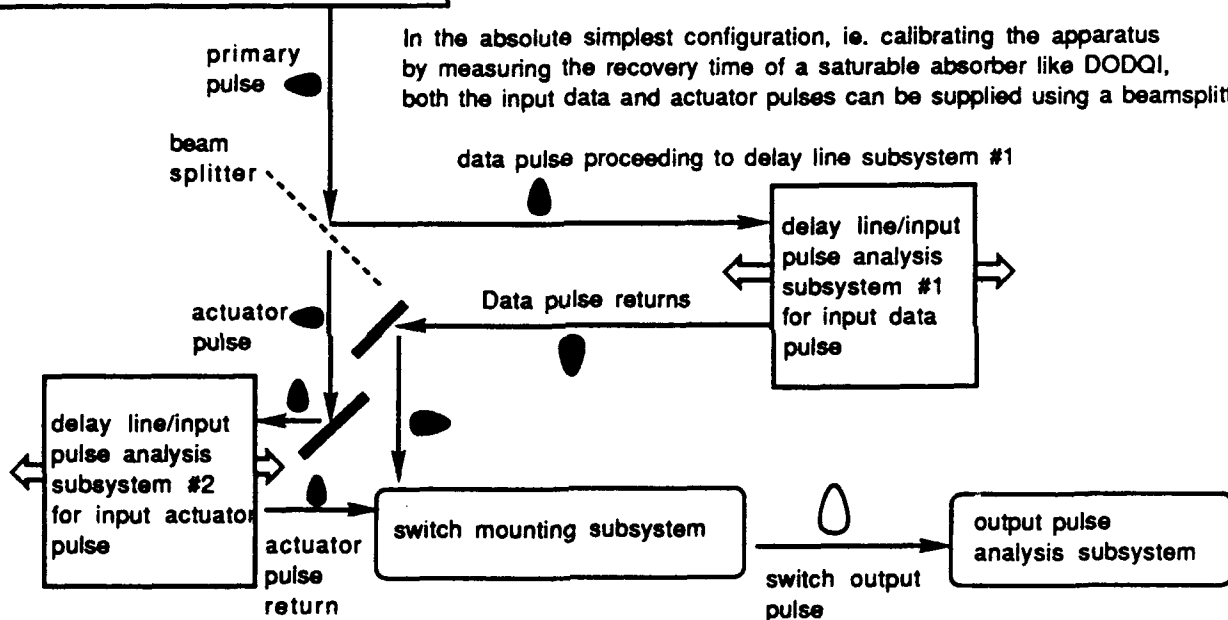 In the absolute simplest configuration, ie. calibrating the apparatus
by measuring the recovery time of a saturable absorber like DODQI,
both the input data and actuator pulses can be supplied using a beamsplitt
primary
pulse
beam
splitter
data pulse proceeding to delay line subsystem #1
delay line/input
pulse analysis
subsystem #1
for input data
pulse
Data pulse returns
actuator
pulse
delay line/input
pulse analysis
subsystem #2
for input actuator
pulse
actuator
pulse
return
switch mounting subsystem
switch output
pulse
output pulse
analysis subsystem